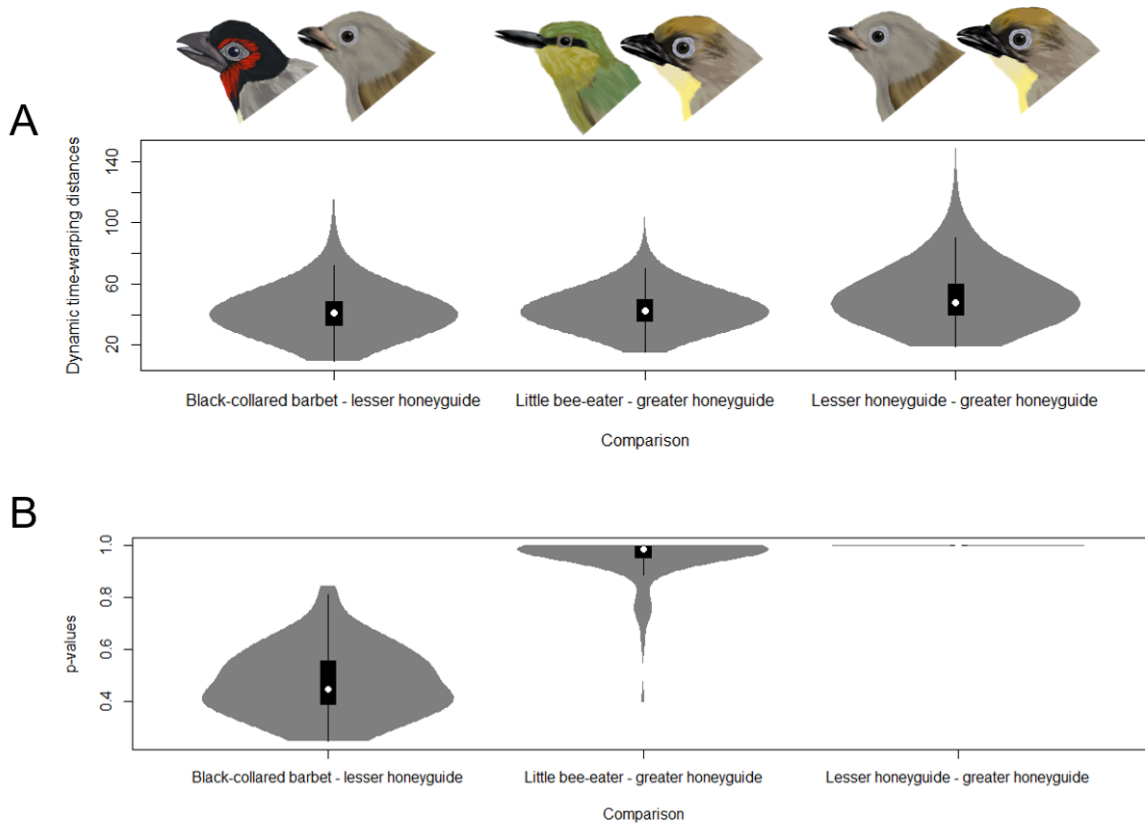 A
Dynamic time-warping distances
140
100
60
20
Black-collared barbet - lesser honeyguide
Little bee-eater - greater honeyguide
Lesser honeyguide - greater honeyguide
Comparison
B
p-values
1.0
0.8
0.6
0.4
Black-collared barbet - lesser honeyguide
Little bee-eater - greater honeyguide
Lesser honeyguide - greater honeyguide
Comparison